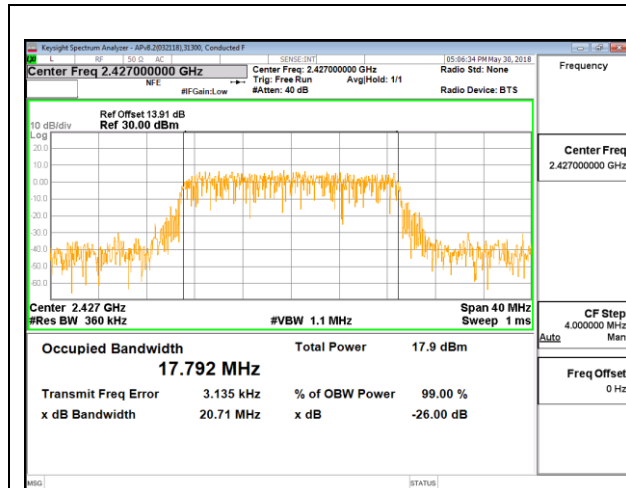 Keysight Spectrum Analyzer - APv8.2(032118),31300, Conducted F
L RF 50 Ω AC SENSE:INT 05:06:34 PM May 30, 2018
Center Freq 2.427000000 GHz
Center Freq: 2.427000000 GHz
Radio Std: None
Frequency
NFE
Trig: Free Run Avg|Hold: 1/1
#IFGain:Low
#Atten: 40 dB
Radio Device: BTS
Ref Offset 13.91 dB
10 dB/div
Ref 30.00 dBm
Log
20.0
10.0
0.00
-10.0
-20.0
-30.0
-40.0
-50.0
-60.0
Center Freq
2.427000000 GHz
Center 2.427 GHz
Span 40 MHz
#Res BW 360 kHz
#VBW 1.1 MHz
Sweep 1 ms
CF Step
4.000000 MHz
Auto Man
Occupied Bandwidth
Total Power 17.9 dBm
17.792 MHz
Freq Offset
0 Hz
Transmit Freq Error 3.135 kHz % of OBW Power 99.00 %
x dB Bandwidth 20.71 MHz x dB -26.00 dB
MSG
STATUS